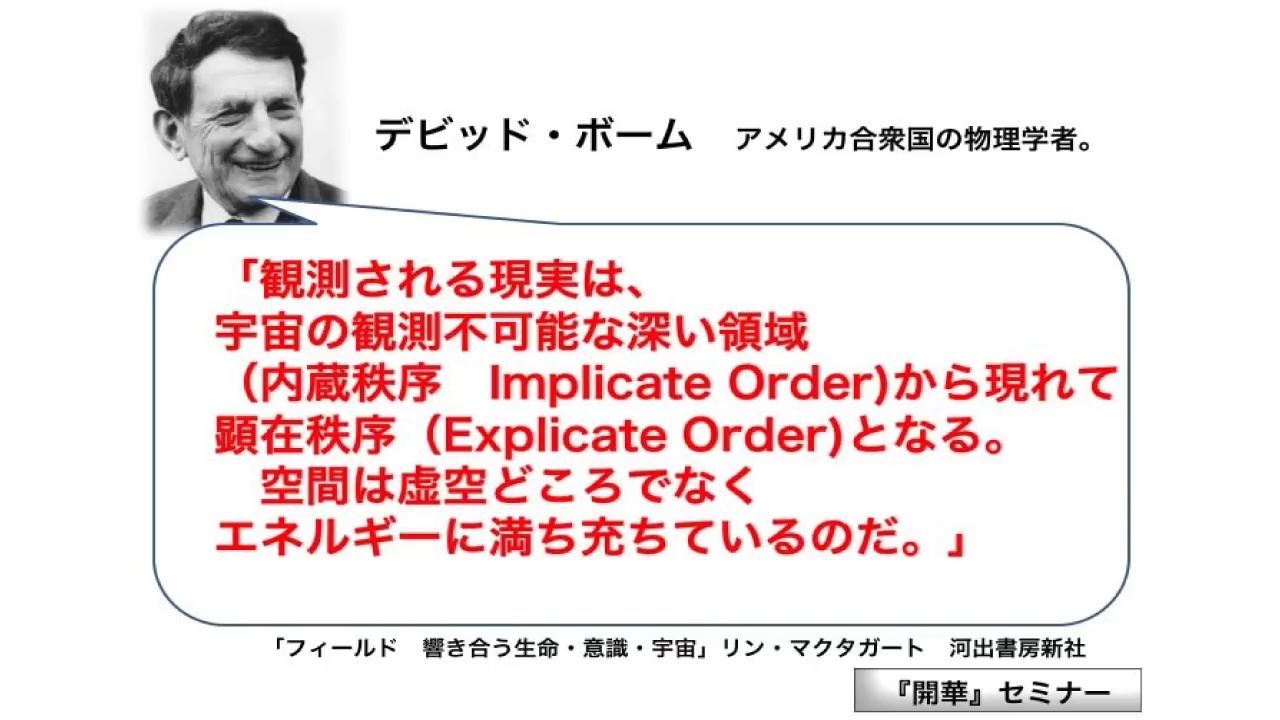 デビッド・ボーム　アメリカ合衆国の物理学者。
「観測される現実は、
宇宙の観測不可能な深い領域
（内蔵秩序　Implicate Order)から現れて
顕在秩序（Explicate Order)となる。
　空間は虚空どころでなく
エネルギーに満ち充ちているのだ。」
「フィールド　響き合う生命・意識・宇宙」リン・マクタガート　河出書房新社
『開華』セミナー